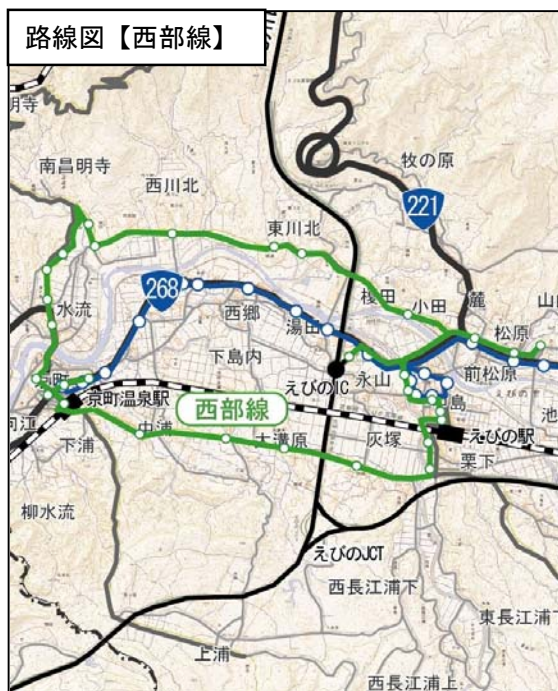 路線図【西部線】
明寺
南昌明寺
西川北
牧の原
221
東川北
268
榎田
小田
麓
山
水流
西郷
湯田
松原
下島内
永山
前松原
えびのIC
島
京町温泉駅
西部線
池
向江
中浦
大溝原
灰塚
えびの駅
下浦
栗下
柳水流
えびのJCT
西長江浦下
東長江浦下
上浦
西長江浦上